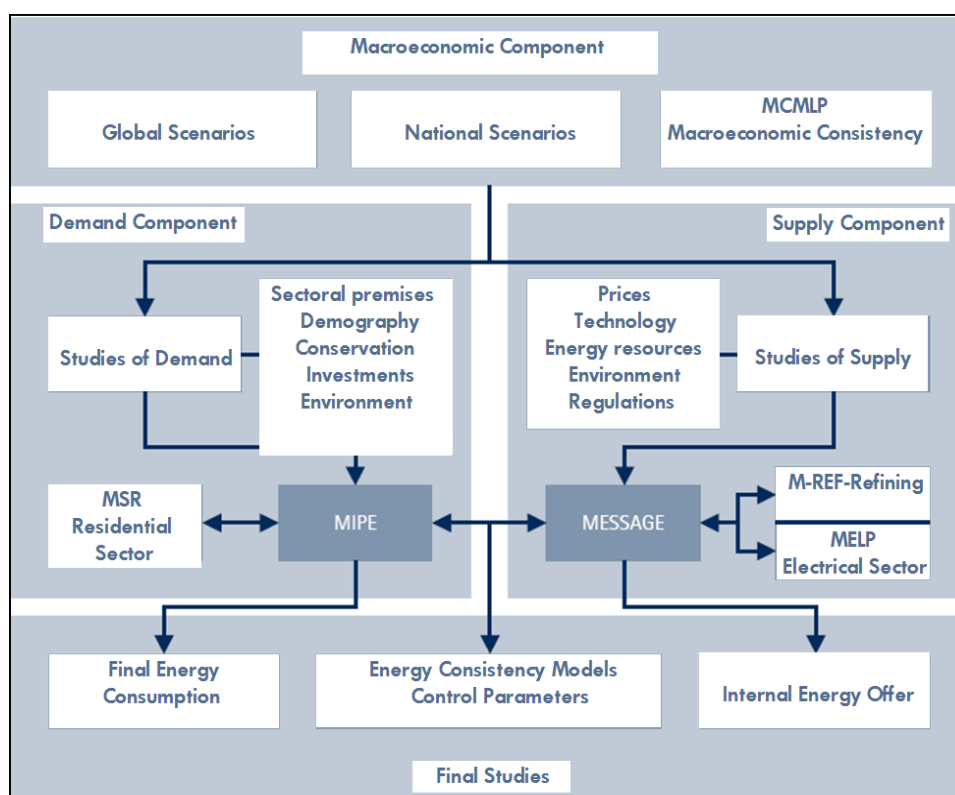 Macroeconomic Component
Global Scenarios
National Scenarios
MCMLP
Macroeconomic Consistency
Demand Component
Supply Component
Studies of Demand
Sectoral premises
Demography
Conservation
Investments
Environment
Prices
Technology
Energy resources
Environment
Regulations
Studies of Supply
MSR
Residential
Sector
MIPE
MESSAGE
M-REF-Refining
MELP
Electrical Sector
Final Energy
Consumption
Energy Consistency Models
Control Parameters
Internal Energy Offer
Final Studies